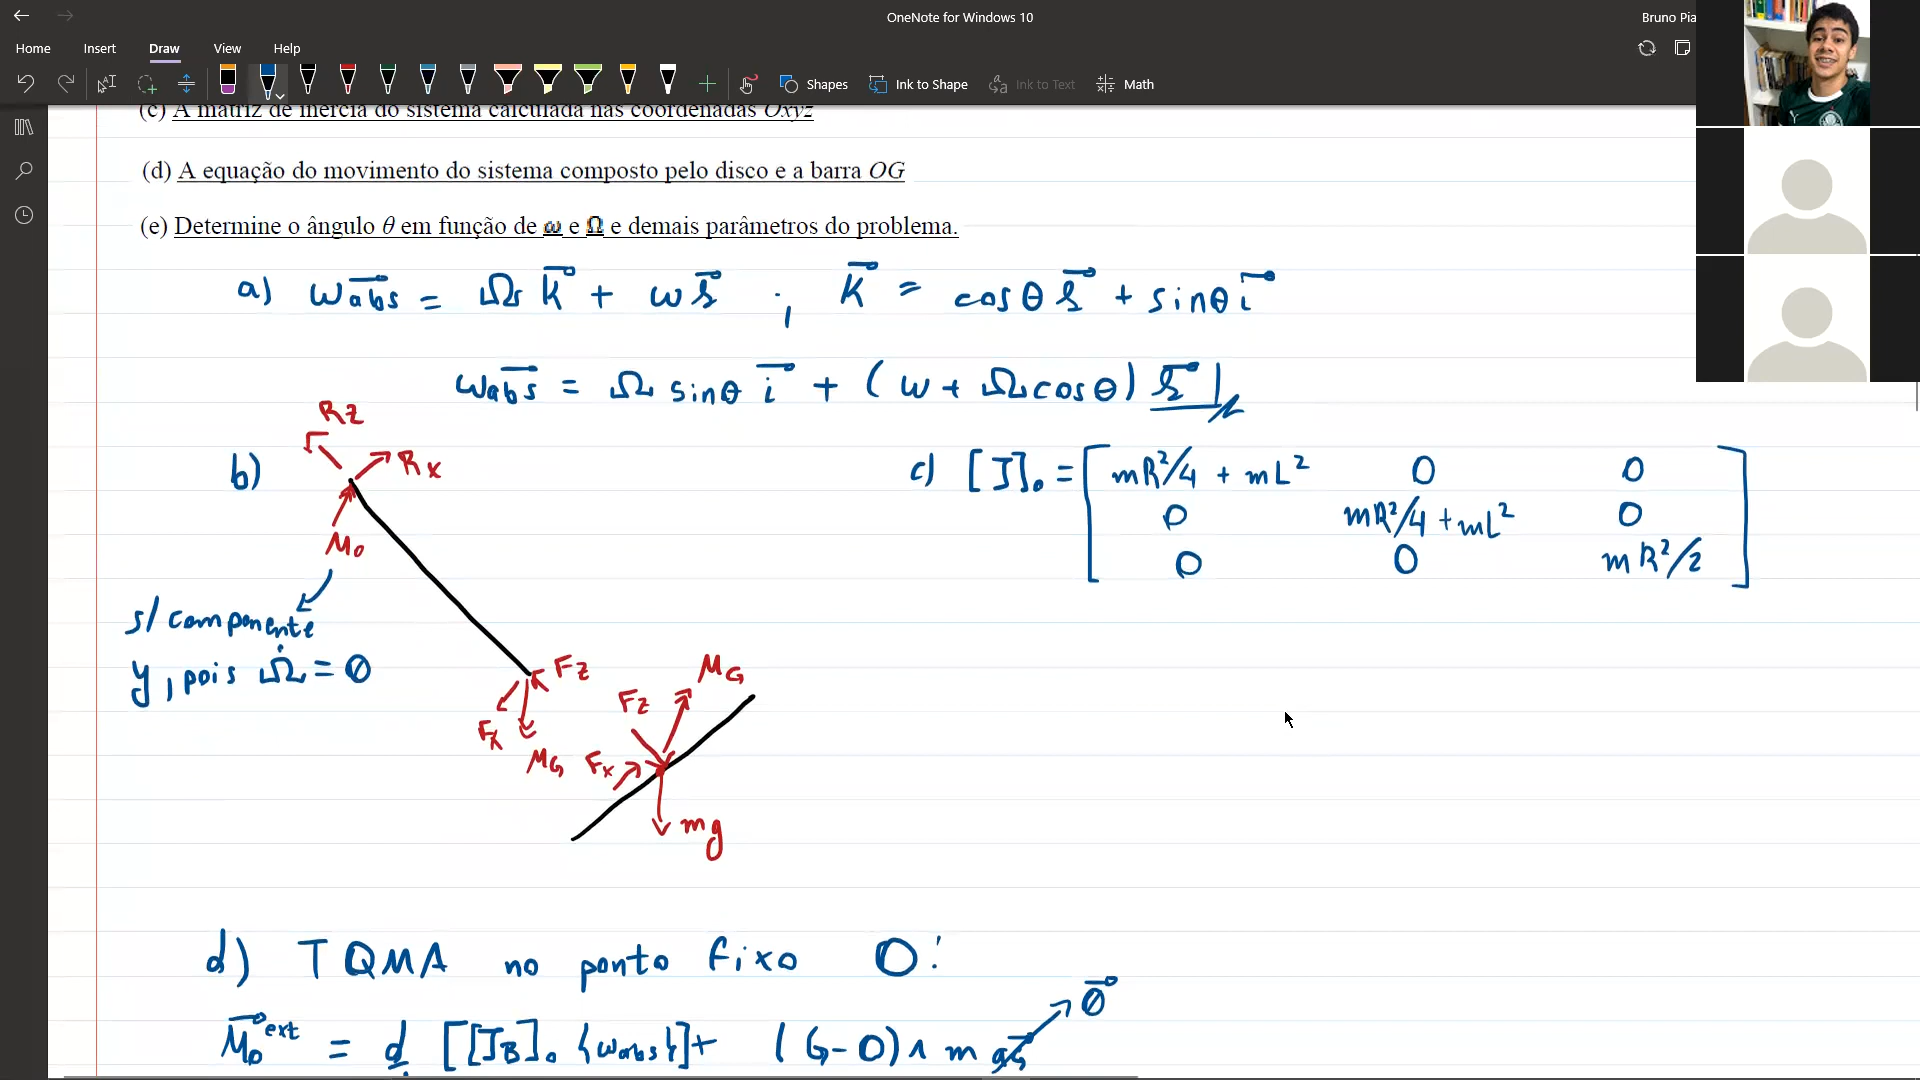 OneNote for Windows 10
Bruno Pia
Home Insert Draw View Help
Shapes Ink to Shape Ink to Text Math
(c) A matriz de inércia do sistema calculada nas coordenadas Oxyz
(d) A equação do movimento do sistema composto pelo disco e a barra OG
(e) Determine o ângulo θ em função de ω e Ω e demais parâmetros do problema.
a) ωabs = Ω K + ω k ; K = cosθ k + sinθ i
ωabs = Ω sinθ i + (ω + Ω cosθ) k
b)
Rz
Rx
Mo
s/ componente
y, pois Ω̇ = 0
Fz
Fx
MG
MG
Fz
Fx
mg
c) [J]o = [ mR²/4 + mL² 0 0
0 mR²/4 + mL² 0
0 0 mR²/2 ]
d) TQMA no ponto fixo O:
0
Mo ext = d [[JB]o {ωabs}] + (G-O) ∧ m aG